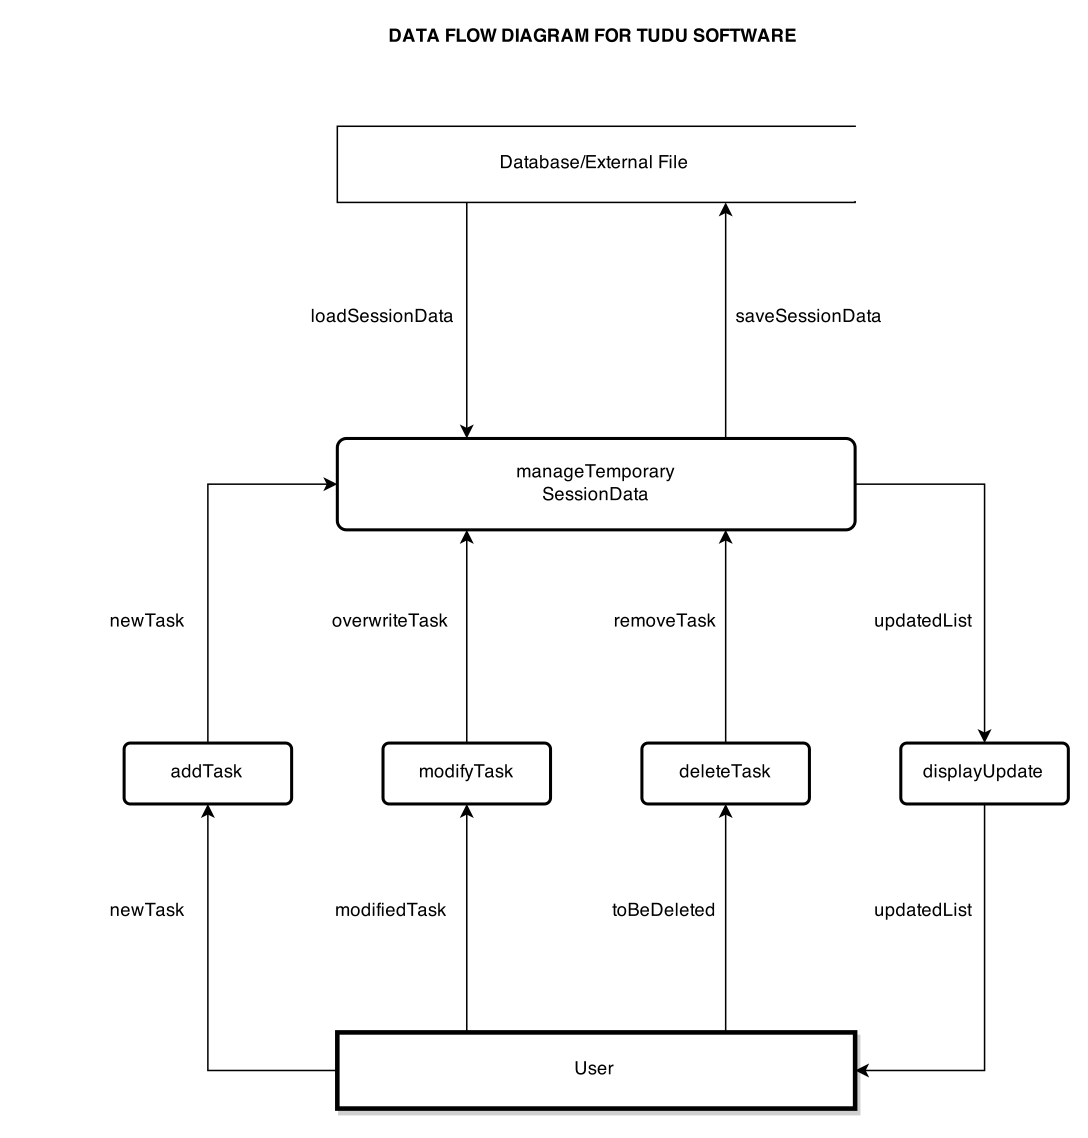 DATA FLOW DIAGRAM FOR TUDU SOFTWARE
Database/External File
loadSessionData
saveSessionData
manageTemporary
SessionData
newTask
overwriteTask
removeTask
updatedList
addTask
modifyTask
deleteTask
displayUpdate
newTask
modifiedTask
toBeDeleted
updatedList
User